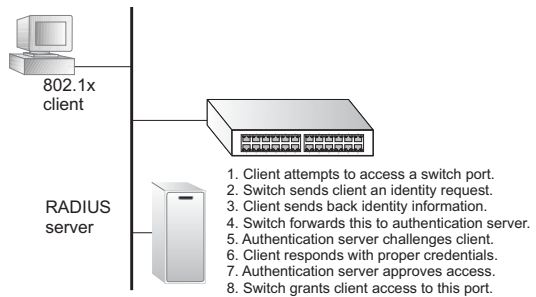 802.1x
client
RADIUS
server
1. Client attempts to access a switch port.
2. Switch sends client an identity request.
3. Client sends back identity information.
4. Switch forwards this to authentication server.
5. Authentication server challenges client.
6. Client responds with proper credentials.
7. Authentication server approves access.
8. Switch grants client access to this port.